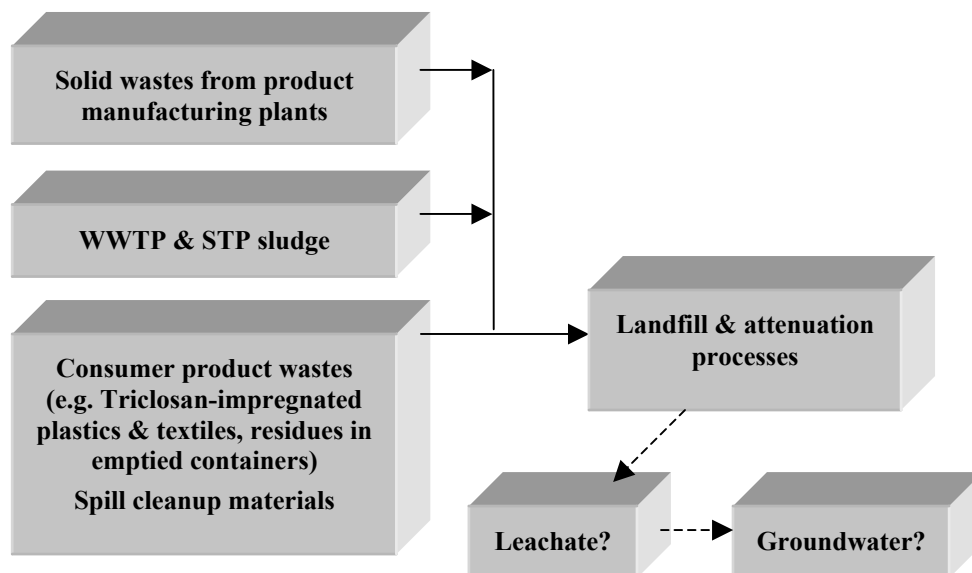 Solid wastes from product
manufacturing plants
WWTP & STP sludge
Consumer product wastes
(e.g. Triclosan-impregnated
plastics & textiles, residues in
emptied containers)
Spill cleanup materials
Landfill & attenuation
processes
Leachate?
Groundwater?